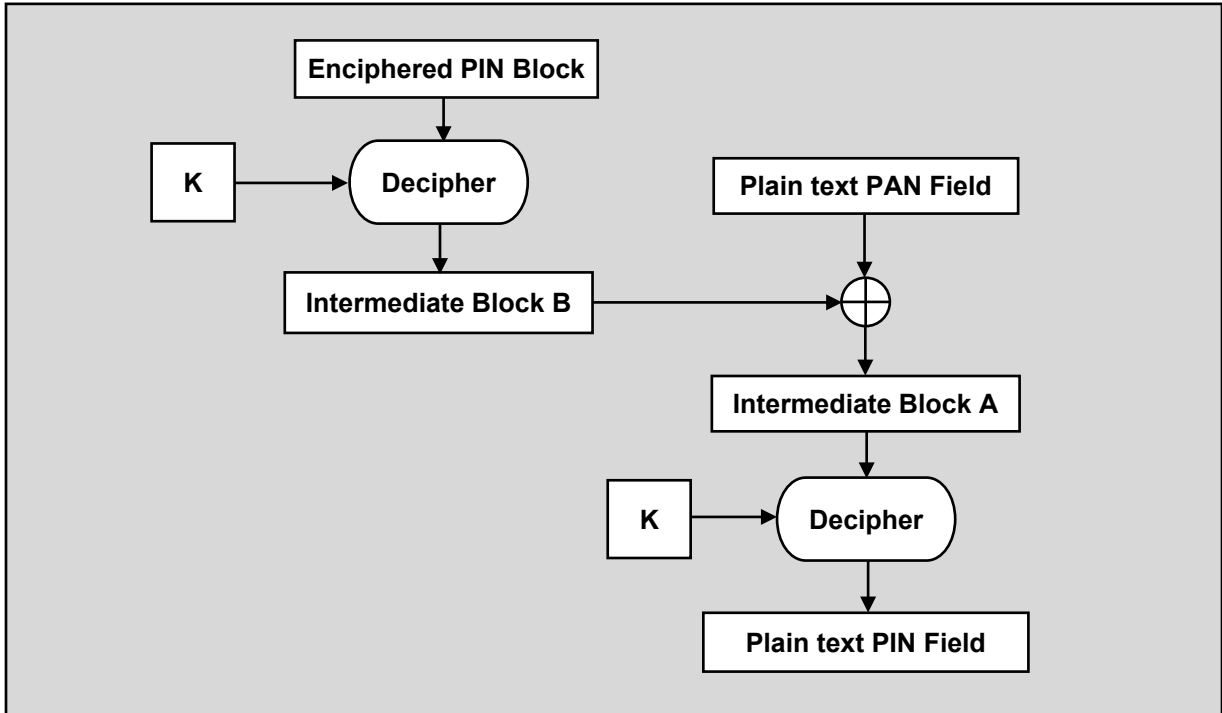 Enciphered PIN Block
K
Decipher
Plain text PAN Field
Intermediate Block B
Intermediate Block A
K
Decipher
Plain text PIN Field